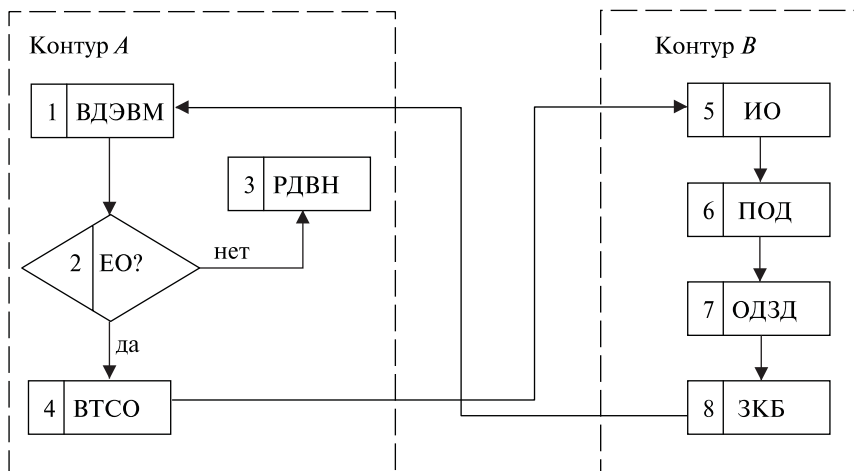 Контур A
1 ВДЭВМ
2 ЕО?
нет
3 РДВН
да
4 ВТСО
Контур B
5 ИО
6 ПОД
7 ОДЗД
8 ЗКБ